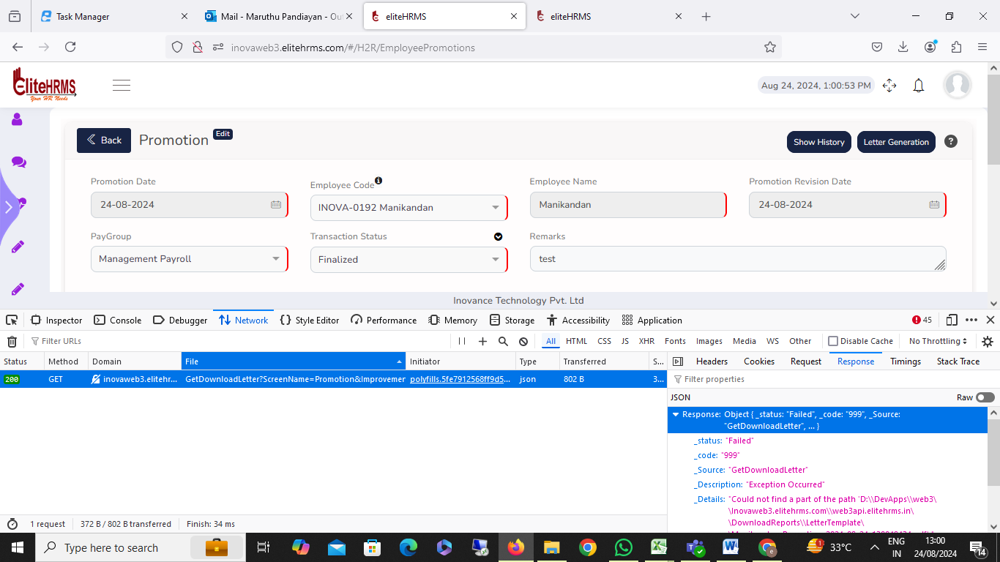 Task Manager
Mail - Maruthu Pandiayan - Ou
eliteHRMS
eliteHRMS
inovaweb3.elitehrms.com/#/H2R/EmployeePromotions
EliteHRMS
Your HR Needs
Aug 24, 2024, 1:00:53 PM
Back
Promotion
Edit
Show History
Letter Generation
?
Promotion Date
Employee Code
Employee Name
Promotion Revision Date
24-08-2024
INOVA-0192 Manikandan
Manikandan
24-08-2024
PayGroup
Transaction Status
Remarks
Management Payroll
Finalized
test
Inovance Technology Pvt. Ltd
Inspector
Console
Debugger
Network
Style Editor
Performance
Memory
Storage
Accessibility
Application
45
Filter URLs
All
HTML
CSS
JS
XHR
Fonts
Images
Media
WS
Other
Disable Cache
No Throttling
Status
Method
Domain
File
Initiator
Type
Transferred
S...
Headers
Cookies
Request
Response
Timings
Stack Trace
200
GET
inovaweb3.elitehr...
GetDownloadLetter?ScreenName=Promotion&Improvemer
polyfills.5fe7912568ff9d5...
json
802 B
3...
Filter properties
JSON
Raw
Response: Object { _status: "Failed", _code: "999", _Source:
"GetDownloadLetter", ... }
_status: "Failed"
_code: "999"
_Source: "GetDownloadLetter"
_Description: "Exception Occurred"
_Details: "Could not find a part of the path 'D:\\DevApps\\web3\
\Inovaweb3.elitehrms.com\\web3api.elitehrms.in\
\DownloadReports\\LetterTemplate\
1 request
372 B / 802 B transferred
Finish: 34 ms
Type here to search
1
33°C
ENG
IN
13:00
24/08/2024
14